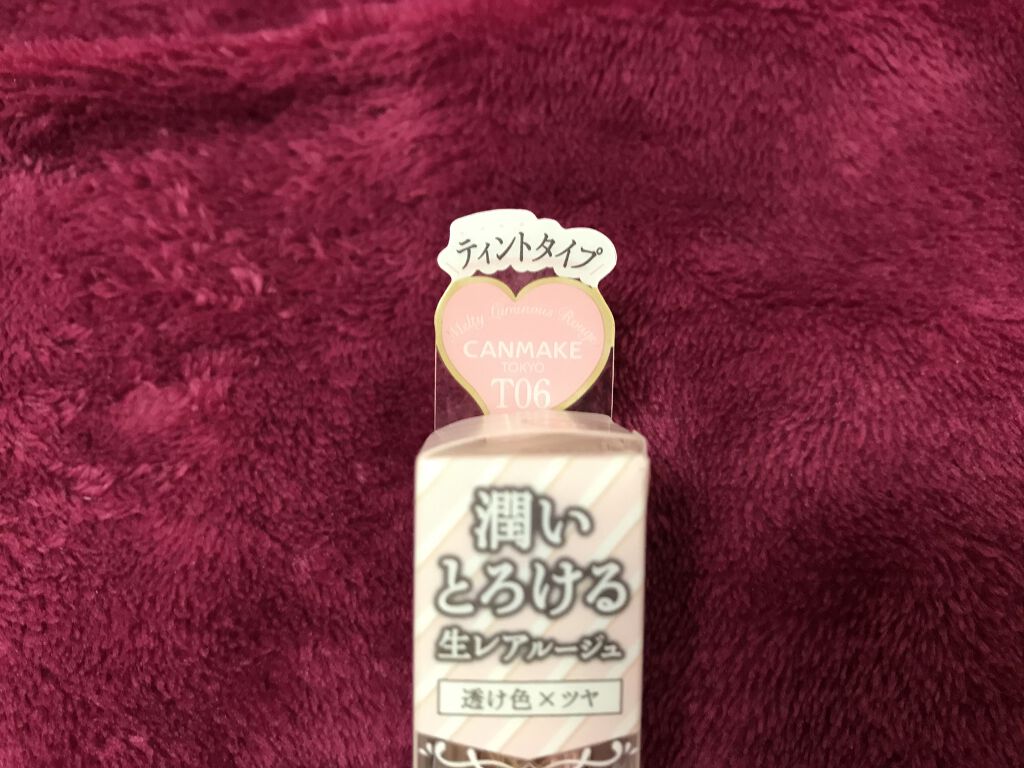 ティントタイプ
Melty Luminous Rouge
CANMAKE
TOKYO
T06
潤い
とろける
生レアルージュ
透け色×ツヤ